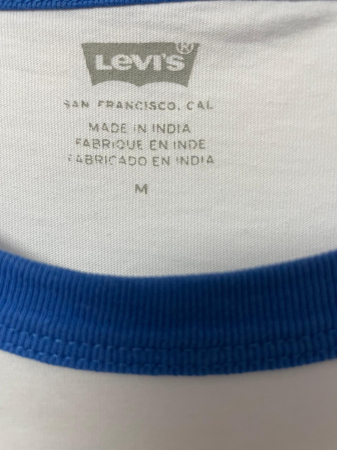 Levi's®
SAN FRANCISCO, CAL
MADE IN INDIA
FABRIQUE EN INDE
FABRICADO EN INDIA
M